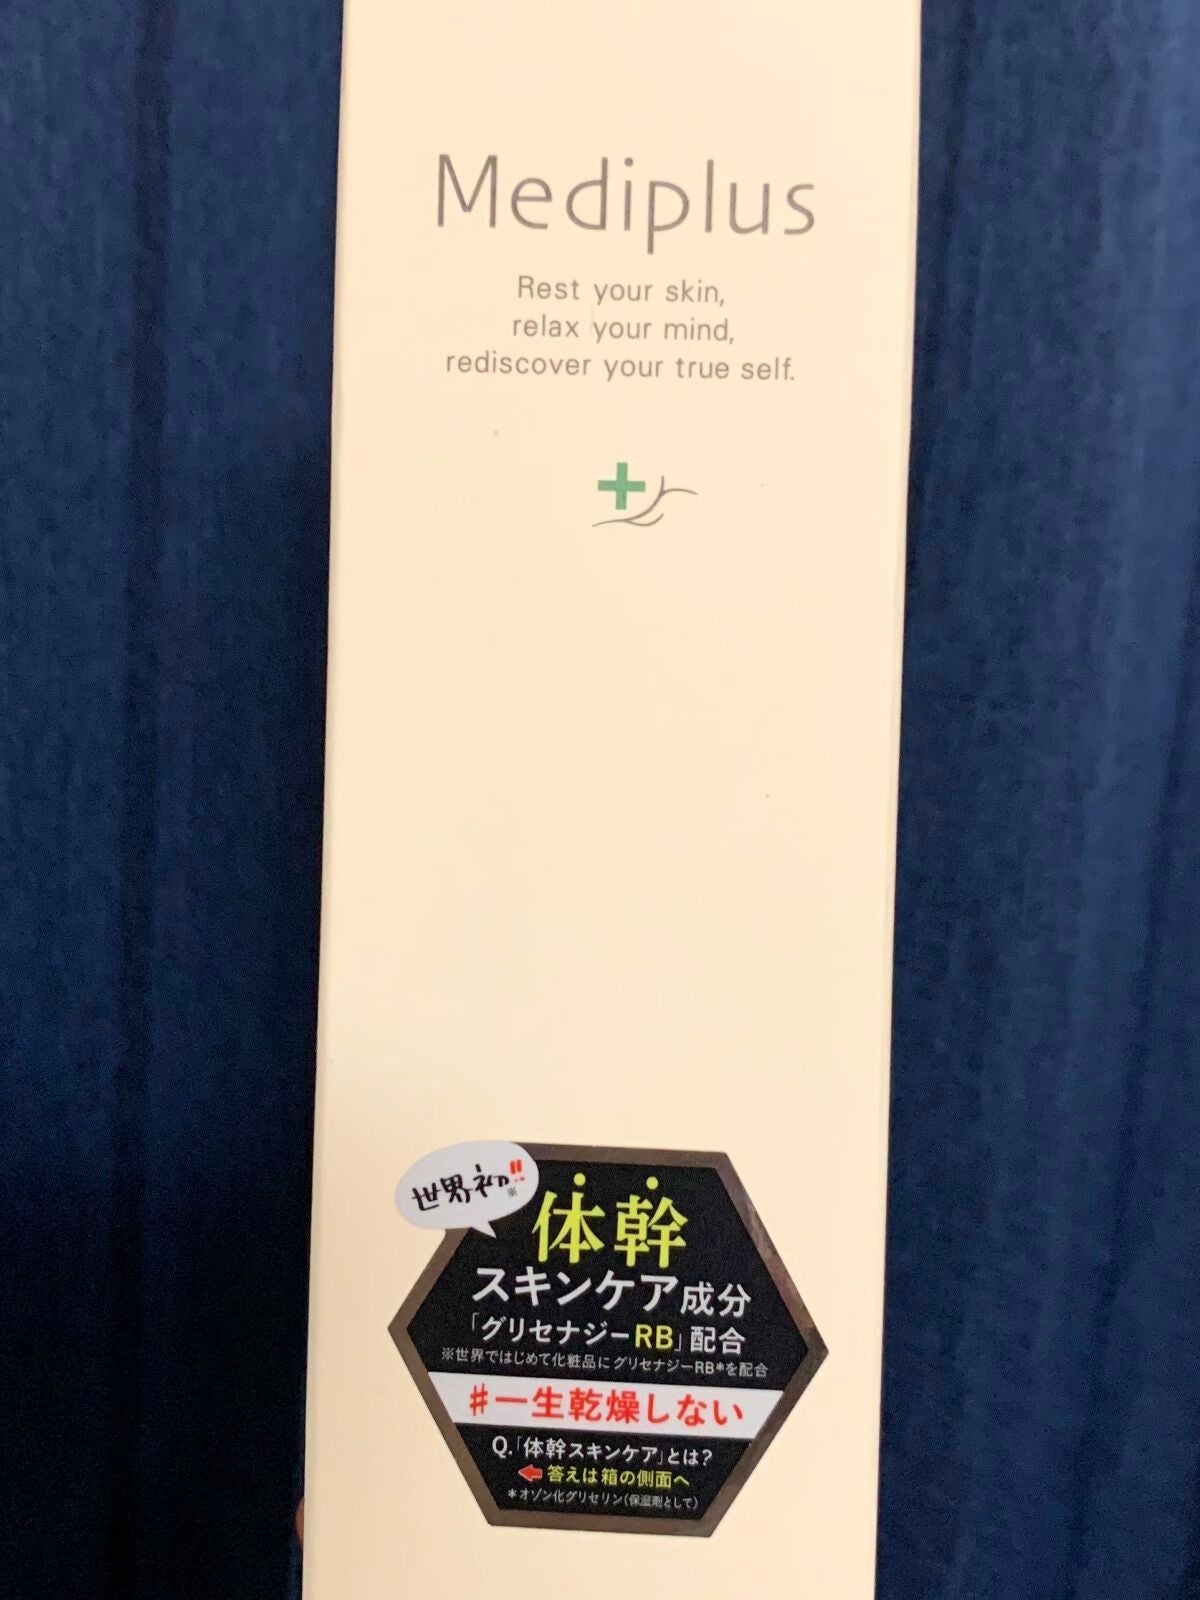 Mediplus
Rest your skin,
relax your mind,
rediscover your true self.
世界初!!
※
体幹
スキンケア成分
「グリセナジーRB」配合
※世界ではじめて化粧品にグリセナジーRB*を配合
#一生乾燥しない
Q.「体幹スキンケア」とは?
答えは箱の側面へ
*オゾン化グリセリン(保湿剤として)